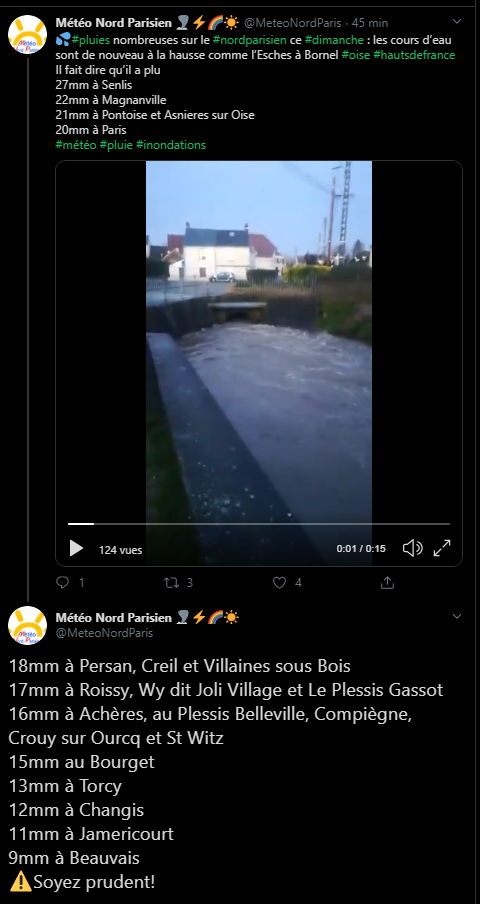 Météo Nord Parisien 🌪⚡🌈☀ @MeteoNordParis · 45 min
💦#pluies nombreuses sur le #nordparisien ce #dimanche : les cours d'eau
sont de nouveau à la hausse comme l'Esches à Bornel #oise #hautsdefrance
Il fait dire qu'il a plu
27mm à Senlis
22mm à Magnanville
21mm à Pontoise et Asnieres sur Oise
20mm à Paris
#météo #pluie #inondations
124 vues
0:01 / 0:15
1 3 4
Météo Nord Parisien 🌪⚡🌈☀
@MeteoNordParis
18mm à Persan, Creil et Villaines sous Bois
17mm à Roissy, Wy dit Joli Village et Le Plessis Gassot
16mm à Achères, au Plessis Belleville, Compiègne,
Crouy sur Ourcq et St Witz
15mm au Bourget
13mm à Torcy
12mm à Changis
11mm à Jamericourt
9mm à Beauvais
⚠Soyez prudent!